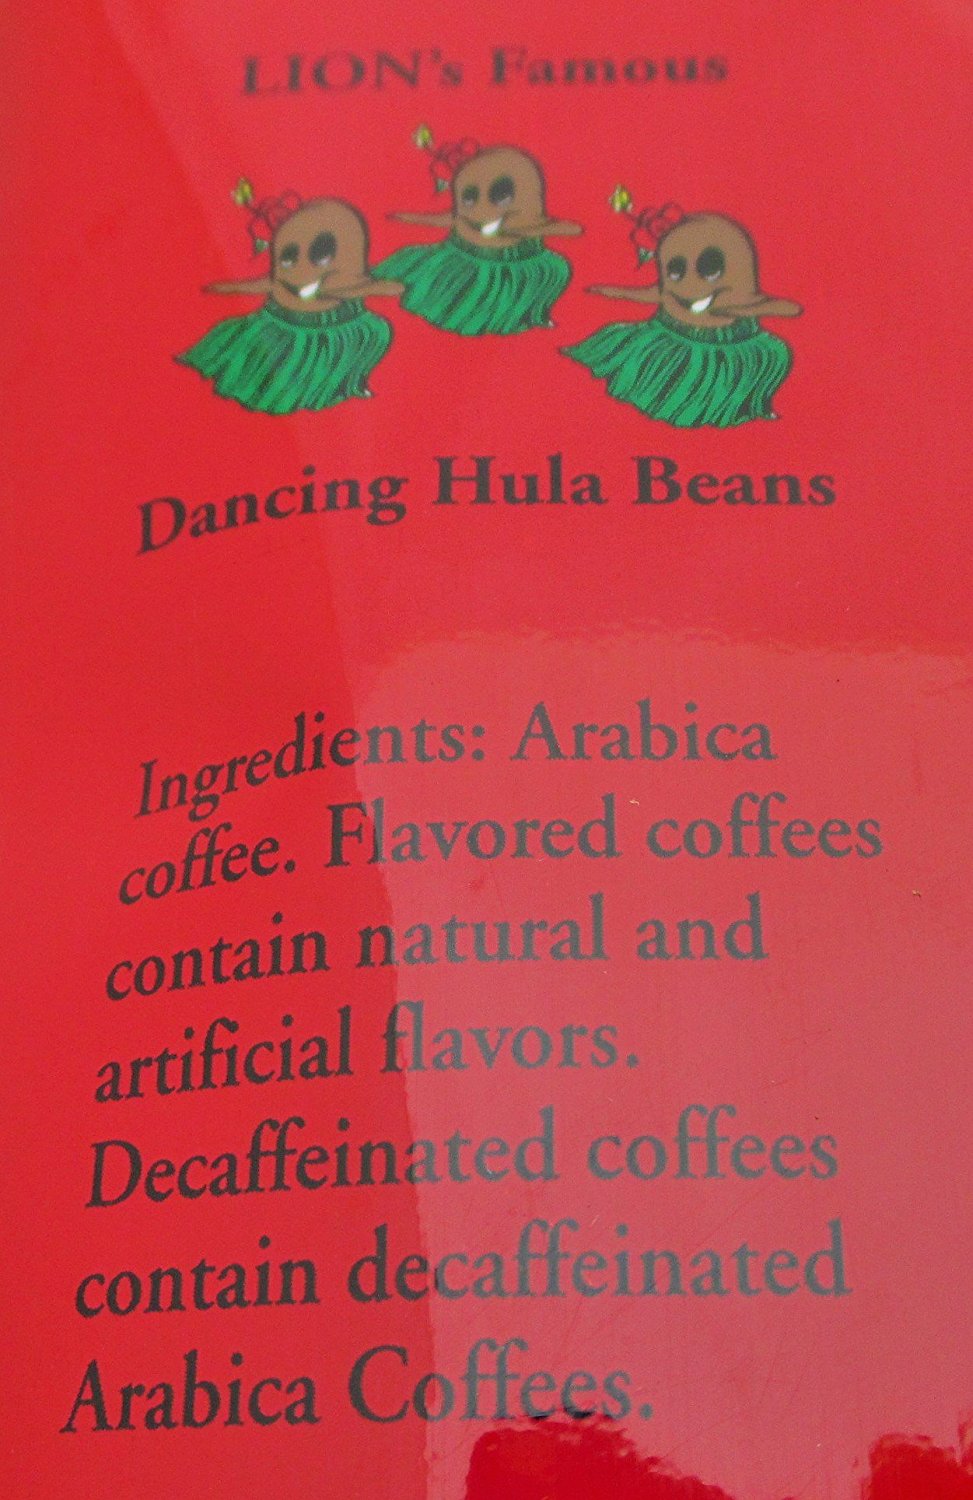 LION's Famous
Dancing Hula Beans
Ingredients: Arabica
coffee. Flavored coffees
contain natural and
artificial flavors.
Decaffeinated coffees
contain decaffeinated
Arabica Coffees.